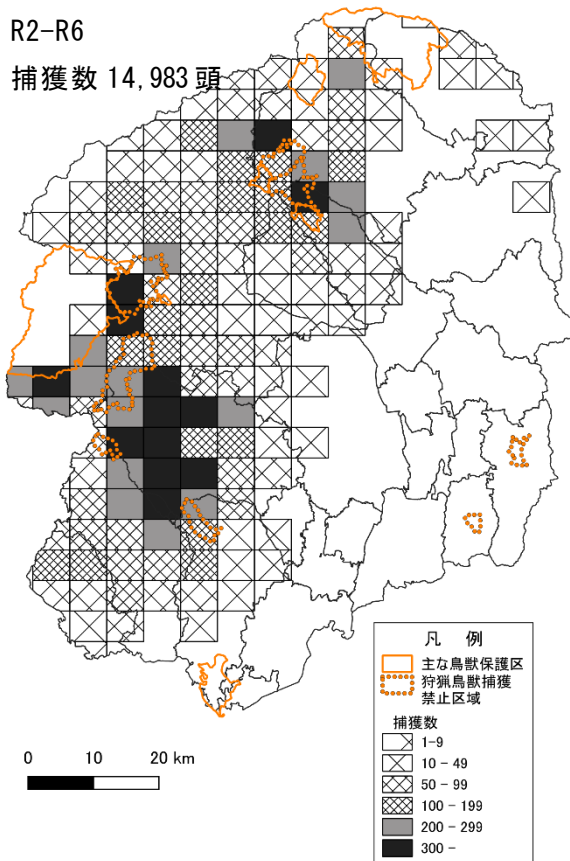 R2-R6
捕獲数 14,983 頭
凡 例
主な鳥獣保護区
狩猟鳥獣捕獲
禁止区域
捕獲数
1-9
10 - 49
50 - 99
100 - 199
200 - 299
300 -
0 10 20 km